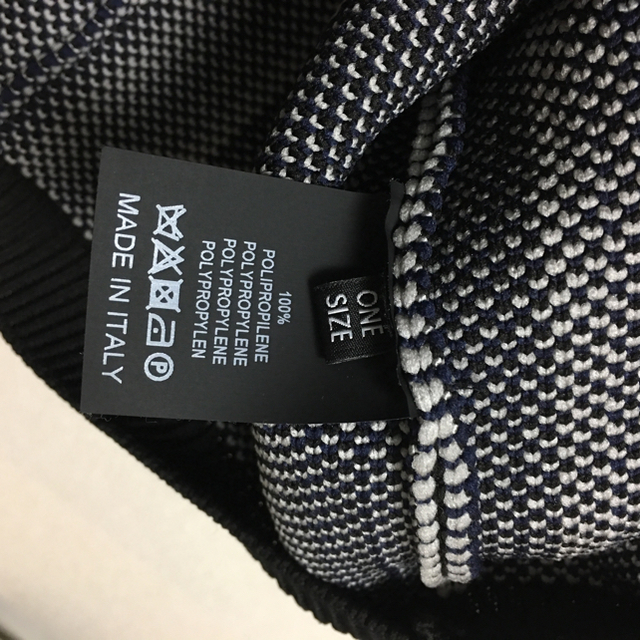 100%
POLIPROPILENE
POLYPROPYLENE
POLYPROPYLENE
POLYPROPYLEN
P
MADE IN ITALY
ONE
SIZE